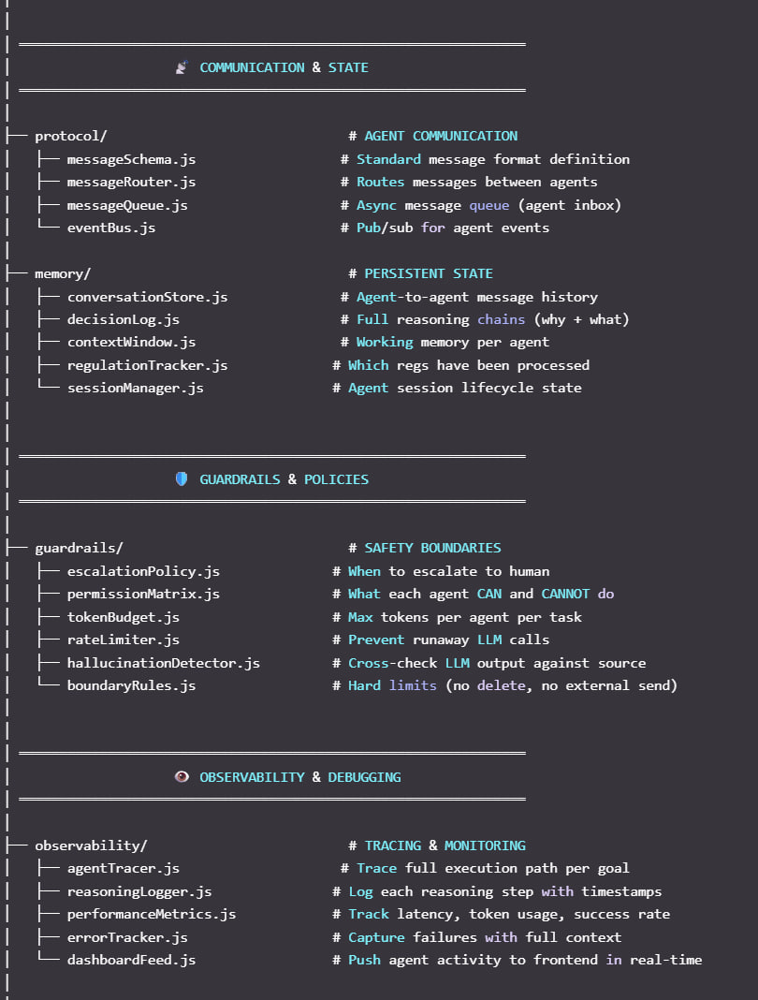 │
│
│ ═══════════════════════════════════════════════════════════════
│                    📡 COMMUNICATION & STATE
│ ═══════════════════════════════════════════════════════════════
│
├── protocol/                              # AGENT COMMUNICATION
│   ├── messageSchema.js                  # Standard message format definition
│   ├── messageRouter.js                  # Routes messages between agents
│   ├── messageQueue.js                   # Async message queue (agent inbox)
│   └── eventBus.js                       # Pub/sub for agent events
│
├── memory/                                # PERSISTENT STATE
│   ├── conversationStore.js              # Agent-to-agent message history
│   ├── decisionLog.js                    # Full reasoning chains (why + what)
│   ├── contextWindow.js                  # Working memory per agent
│   ├── regulationTracker.js             # Which regs have been processed
│   └── sessionManager.js                # Agent session lifecycle state
│
│
│ ═══════════════════════════════════════════════════════════════
│                    🛡️ GUARDRAILS & POLICIES
│ ═══════════════════════════════════════════════════════════════
│
├── guardrails/                            # SAFETY BOUNDARIES
│   ├── escalationPolicy.js              # When to escalate to human
│   ├── permissionMatrix.js              # What each agent CAN and CANNOT do
│   ├── tokenBudget.js                   # Max tokens per agent per task
│   ├── rateLimiter.js                   # Prevent runaway LLM calls
│   ├── hallucinationDetector.js         # Cross-check LLM output against source
│   └── boundaryRules.js                 # Hard limits (no delete, no external send)
│
│
│ ═══════════════════════════════════════════════════════════════
│                    👁️ OBSERVABILITY & DEBUGGING
│ ═══════════════════════════════════════════════════════════════
│
├── observability/                         # TRACING & MONITORING
│   ├── agentTracer.js                    # Trace full execution path per goal
│   ├── reasoningLogger.js               # Log each reasoning step with timestamps
│   ├── performanceMetrics.js            # Track latency, token usage, success rate
│   ├── errorTracker.js                  # Capture failures with full context
│   └── dashboardFeed.js                 # Push agent activity to frontend in real-time
│